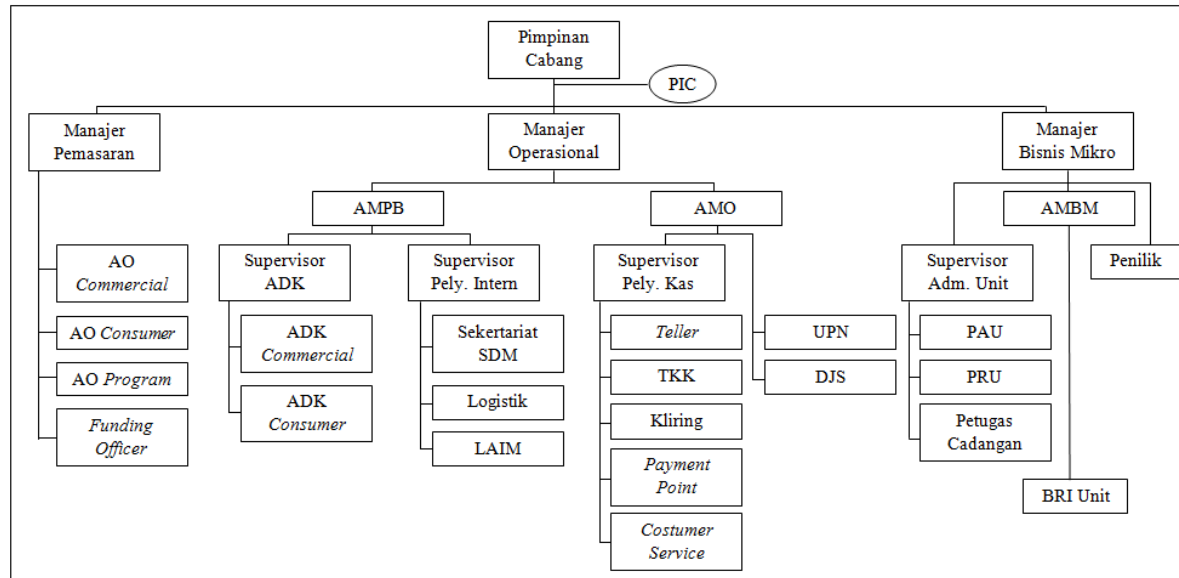 Pimpinan
Cabang
PIC
Manajer
Pemasaran
Manajer
Operasional
Manajer
Bisnis Mikro
AMPB
AMO
AMBM
AO
Commercial
Supervisor
ADK
Supervisor
Pely. Intern
Supervisor
Pely. Kas
Supervisor
Adm. Unit
Penilik
AO Consumer
ADK
Commercial
Sekertariat
SDM
Teller
UPN
PAU
AO Program
ADK
Consumer
Logistik
TKK
DJS
PRU
Funding
Officer
LAIM
Kliring
Petugas
Cadangan
Payment
Point
BRI Unit
Costumer
Service